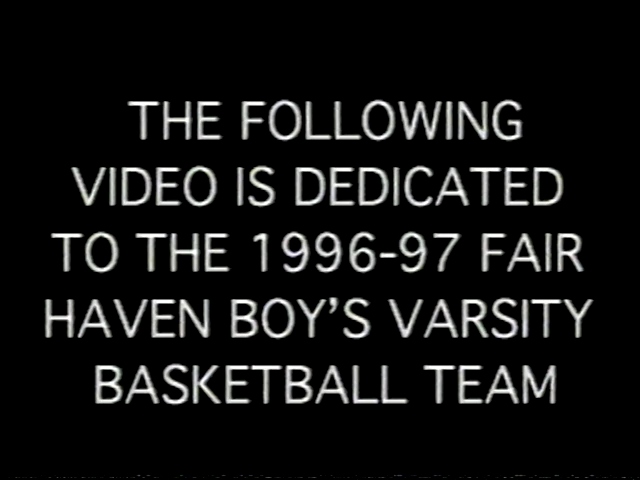 THE FOLLOWING
VIDEO IS DEDICATED
TO THE 1996-97 FAIR
HAVEN BOY'S VARSITY
BASKETBALL TEAM